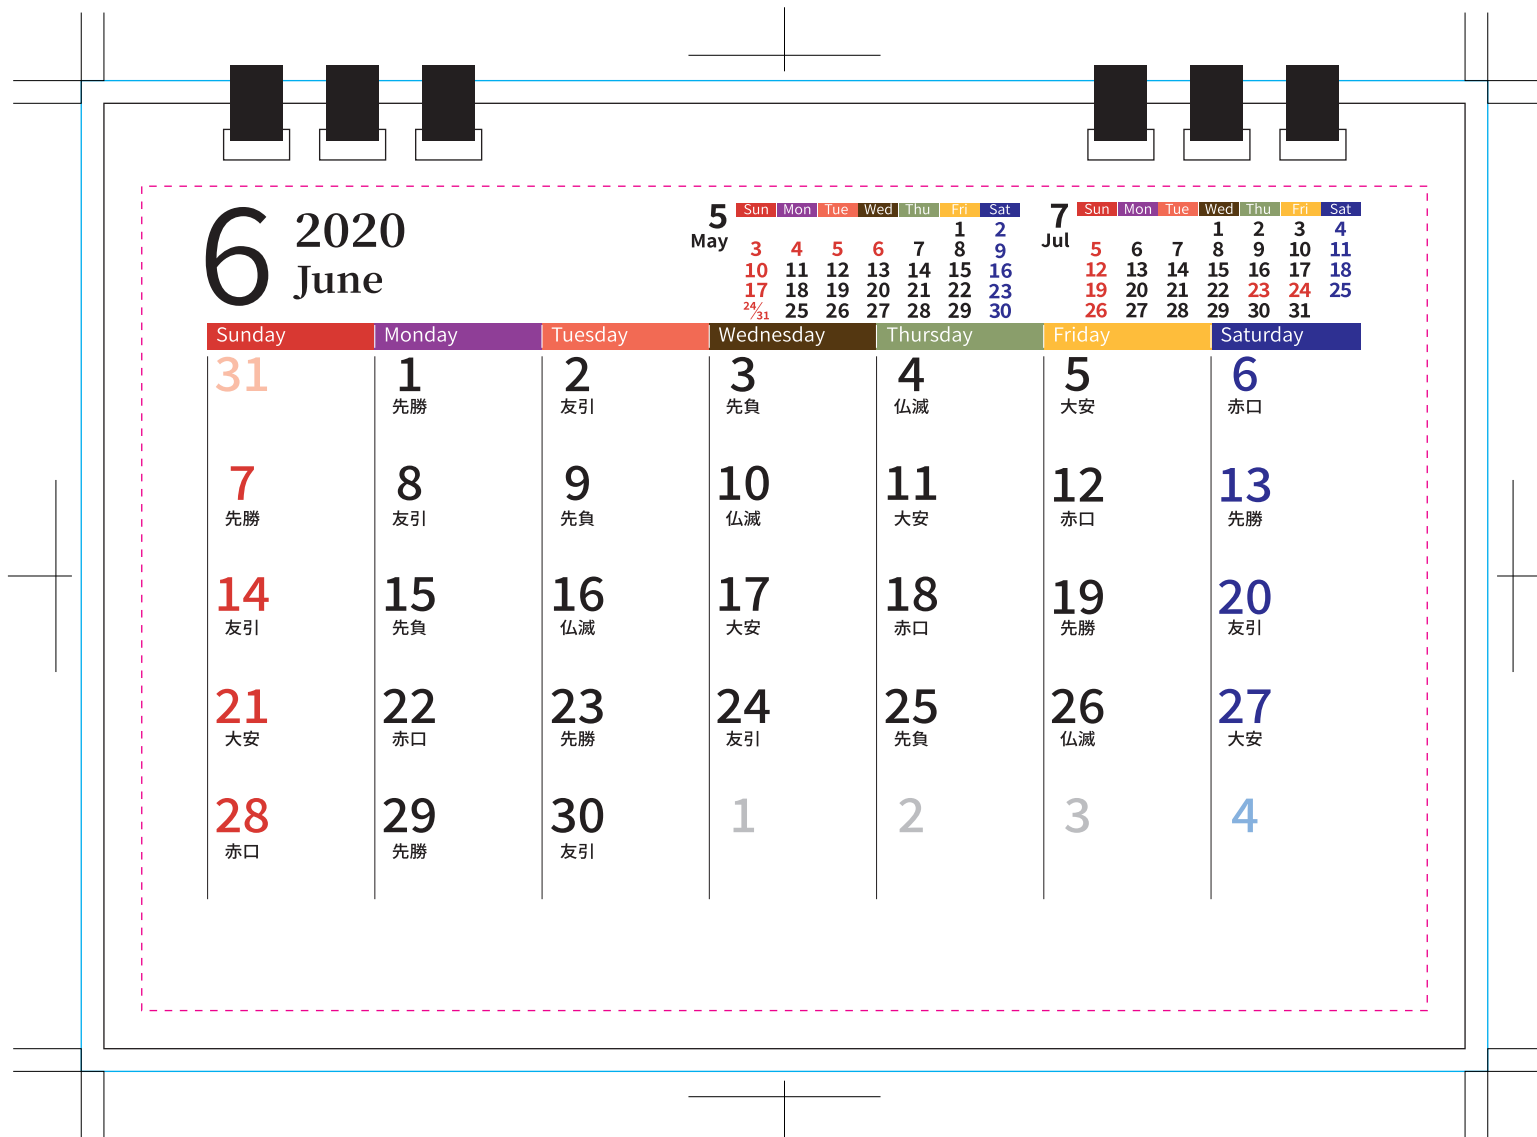 6
2020
June
5
May
Sun Mon Tue Wed Thu Fri Sat
1 2
3 4 5 6 7 8 9
10 11 12 13 14 15 16
17 18 19 20 21 22 23
24/31 25 26 27 28 29 30
7
Jul
Sun Mon Tue Wed Thu Fri Sat
1 2 3 4
5 6 7 8 9 10 11
12 13 14 15 16 17 18
19 20 21 22 23 24 25
26 27 28 29 30 31
Sunday Monday Tuesday Wednesday Thursday Friday Saturday
31 1 2 3 4 5 6
先勝 友引 先負 仏滅 大安 赤口
7 8 9 10 11 12 13
先勝 友引 先負 仏滅 大安 赤口 先勝
14 15 16 17 18 19 20
友引 先負 仏滅 大安 赤口 先勝 友引
21 22 23 24 25 26 27
大安 赤口 先勝 友引 先負 仏滅 大安
28 29 30 1 2 3 4
赤口 先勝 友引